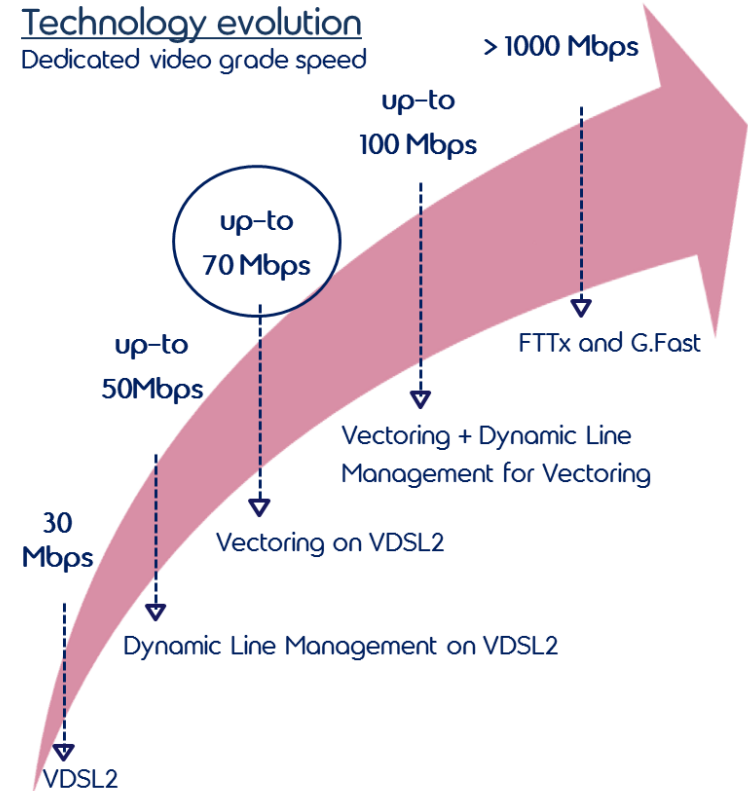 Technology evolution
Dedicated video grade speed
> 1000 Mbps
up-to
100 Mbps
up-to
70 Mbps
up-to
50Mbps
30
Mbps
FTTx and G.Fast
Vectoring + Dynamic Line
Management for Vectoring
Vectoring on VDSL2
Dynamic Line Management on VDSL2
VDSL2